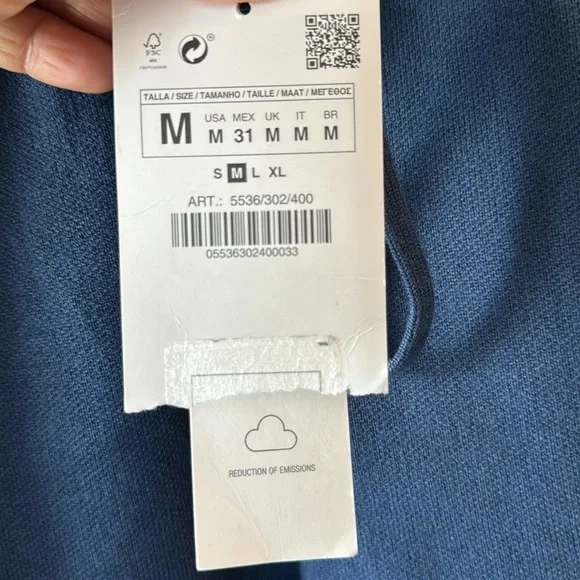 FSC
TALLA / SIZE / TAMANHO / TAILLE / MAAT / ΜΕΓΕΘΟΣ
M USA MEX UK IT BR
M 31 M M M
S M L XL
ART.: 5536/302/400
05536302400033
REDUCTION OF EMISSIONS